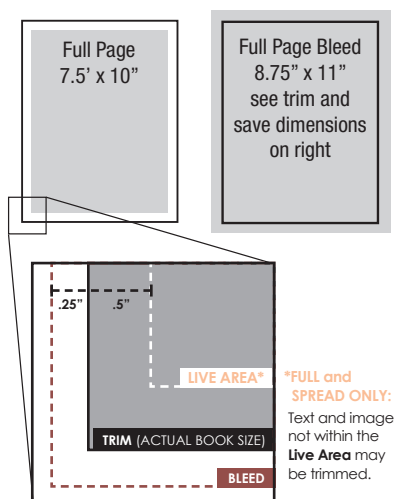 Full Page
7.5’ x 10”
Full Page Bleed
8.75” x 11”
see trim and
save dimensions
on right
.25”
.5”
LIVE AREA*
TRIM (ACTUAL BOOK SIZE)
BLEED
*FULL and
SPREAD ONLY:
Text and image
not within the
Live Area may
be trimmed.